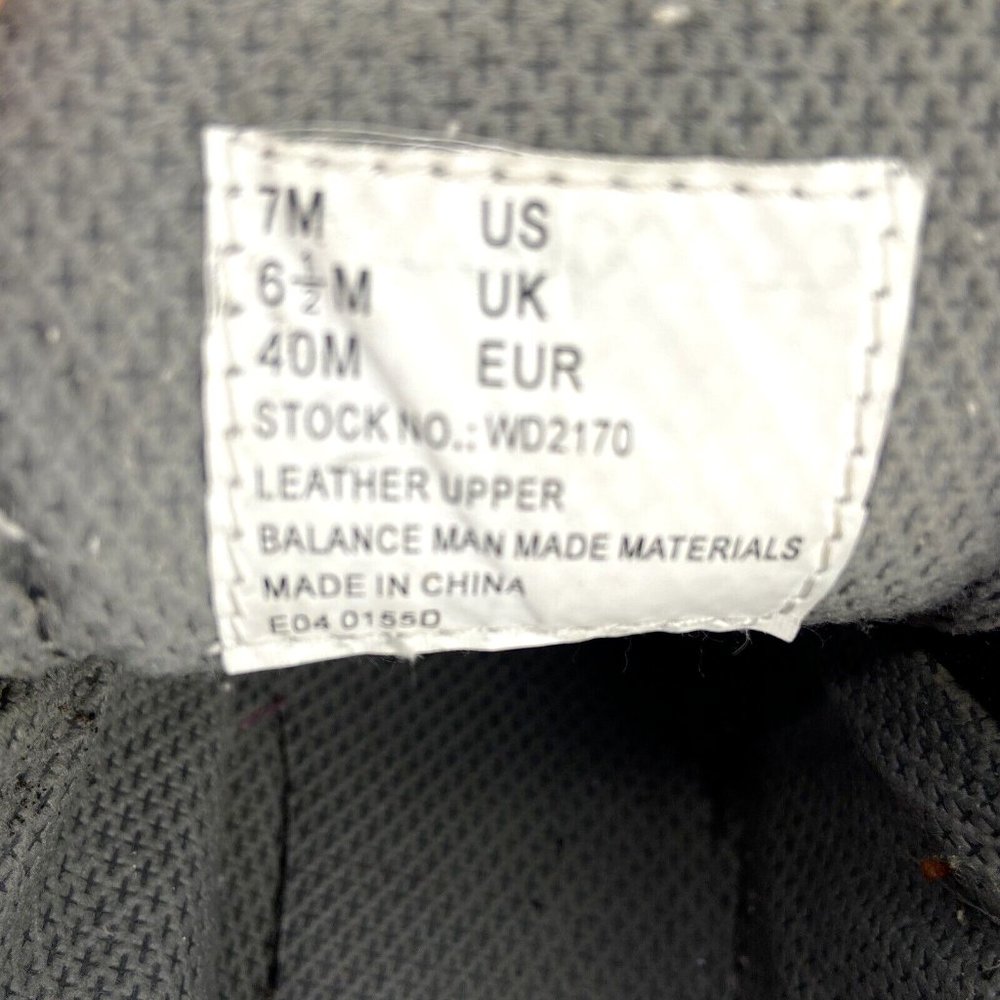 7M US
6½M UK
40M EUR
STOCK NO.: WD2170
LEATHER UPPER
BALANCE MAN MADE MATERIALS
MADE IN CHINA
E04 0155D